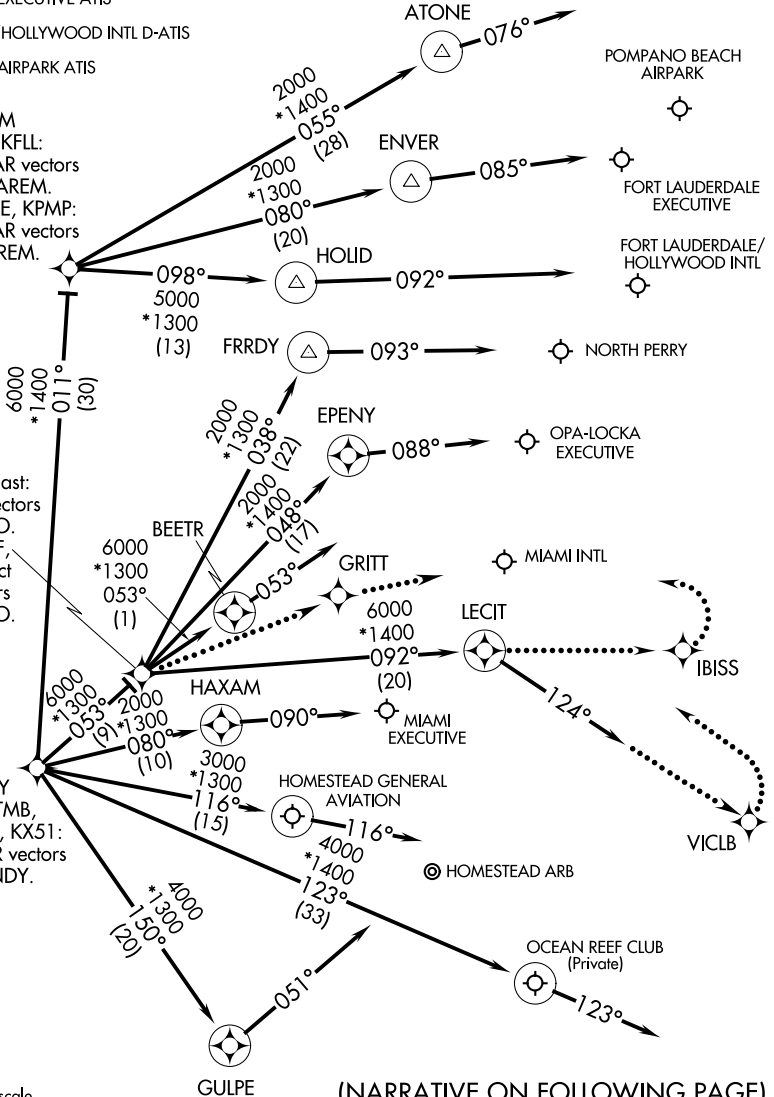 EXECUTIVE ATIS
HOLLYWOOD INTL D-ATIS
AIRPARK ATIS
ATONE
076°
2000
*1400
055°
(28)
POMPANO BEACH
AIRPARK
KFLL:
AR vectors
AREM.
E, KPMP:
AR vectors
REM.
ENVER
085°
2000
*1300
080°
(20)
FORT LAUDERDALE
EXECUTIVE
HOLID
098°
5000
*1300
(13)
092°
FORT LAUDERDALE/
HOLLYWOOD INTL
FRRDY
093°
NORTH PERRY
6000
*1400
011°
(30)
2000
*1300
038°
(22)
EPENY
088°
OPA-LOCKA
EXECUTIVE
2000
*1400
048°
(17)
ast:
vectors
O.
F,
ect
rs
O.
BEETR
6000
*1300
053°
(1)
053°
GRITT
MIAMI INTL
6000
*1400
092°
(20)
LECIT
IBISS
124°
VICLB
6000
*1300
053°
(9)
HAXAM
2000
*1300
080°
(10)
090°
MIAMI
EXECUTIVE
3000
*1300
116°
(15)
HOMESTEAD GENERAL
AVIATION
116°
HOMESTEAD ARB
4000
*1400
123°
(33)
Y
TMB,
, KX51:
R vectors
NDY.
OCEAN REEF CLUB
(Private)
123°
4000
*1300
150°
(20)
051°
GULPE
scale
(NARRATIVE ON FOLLOWING PAGE)